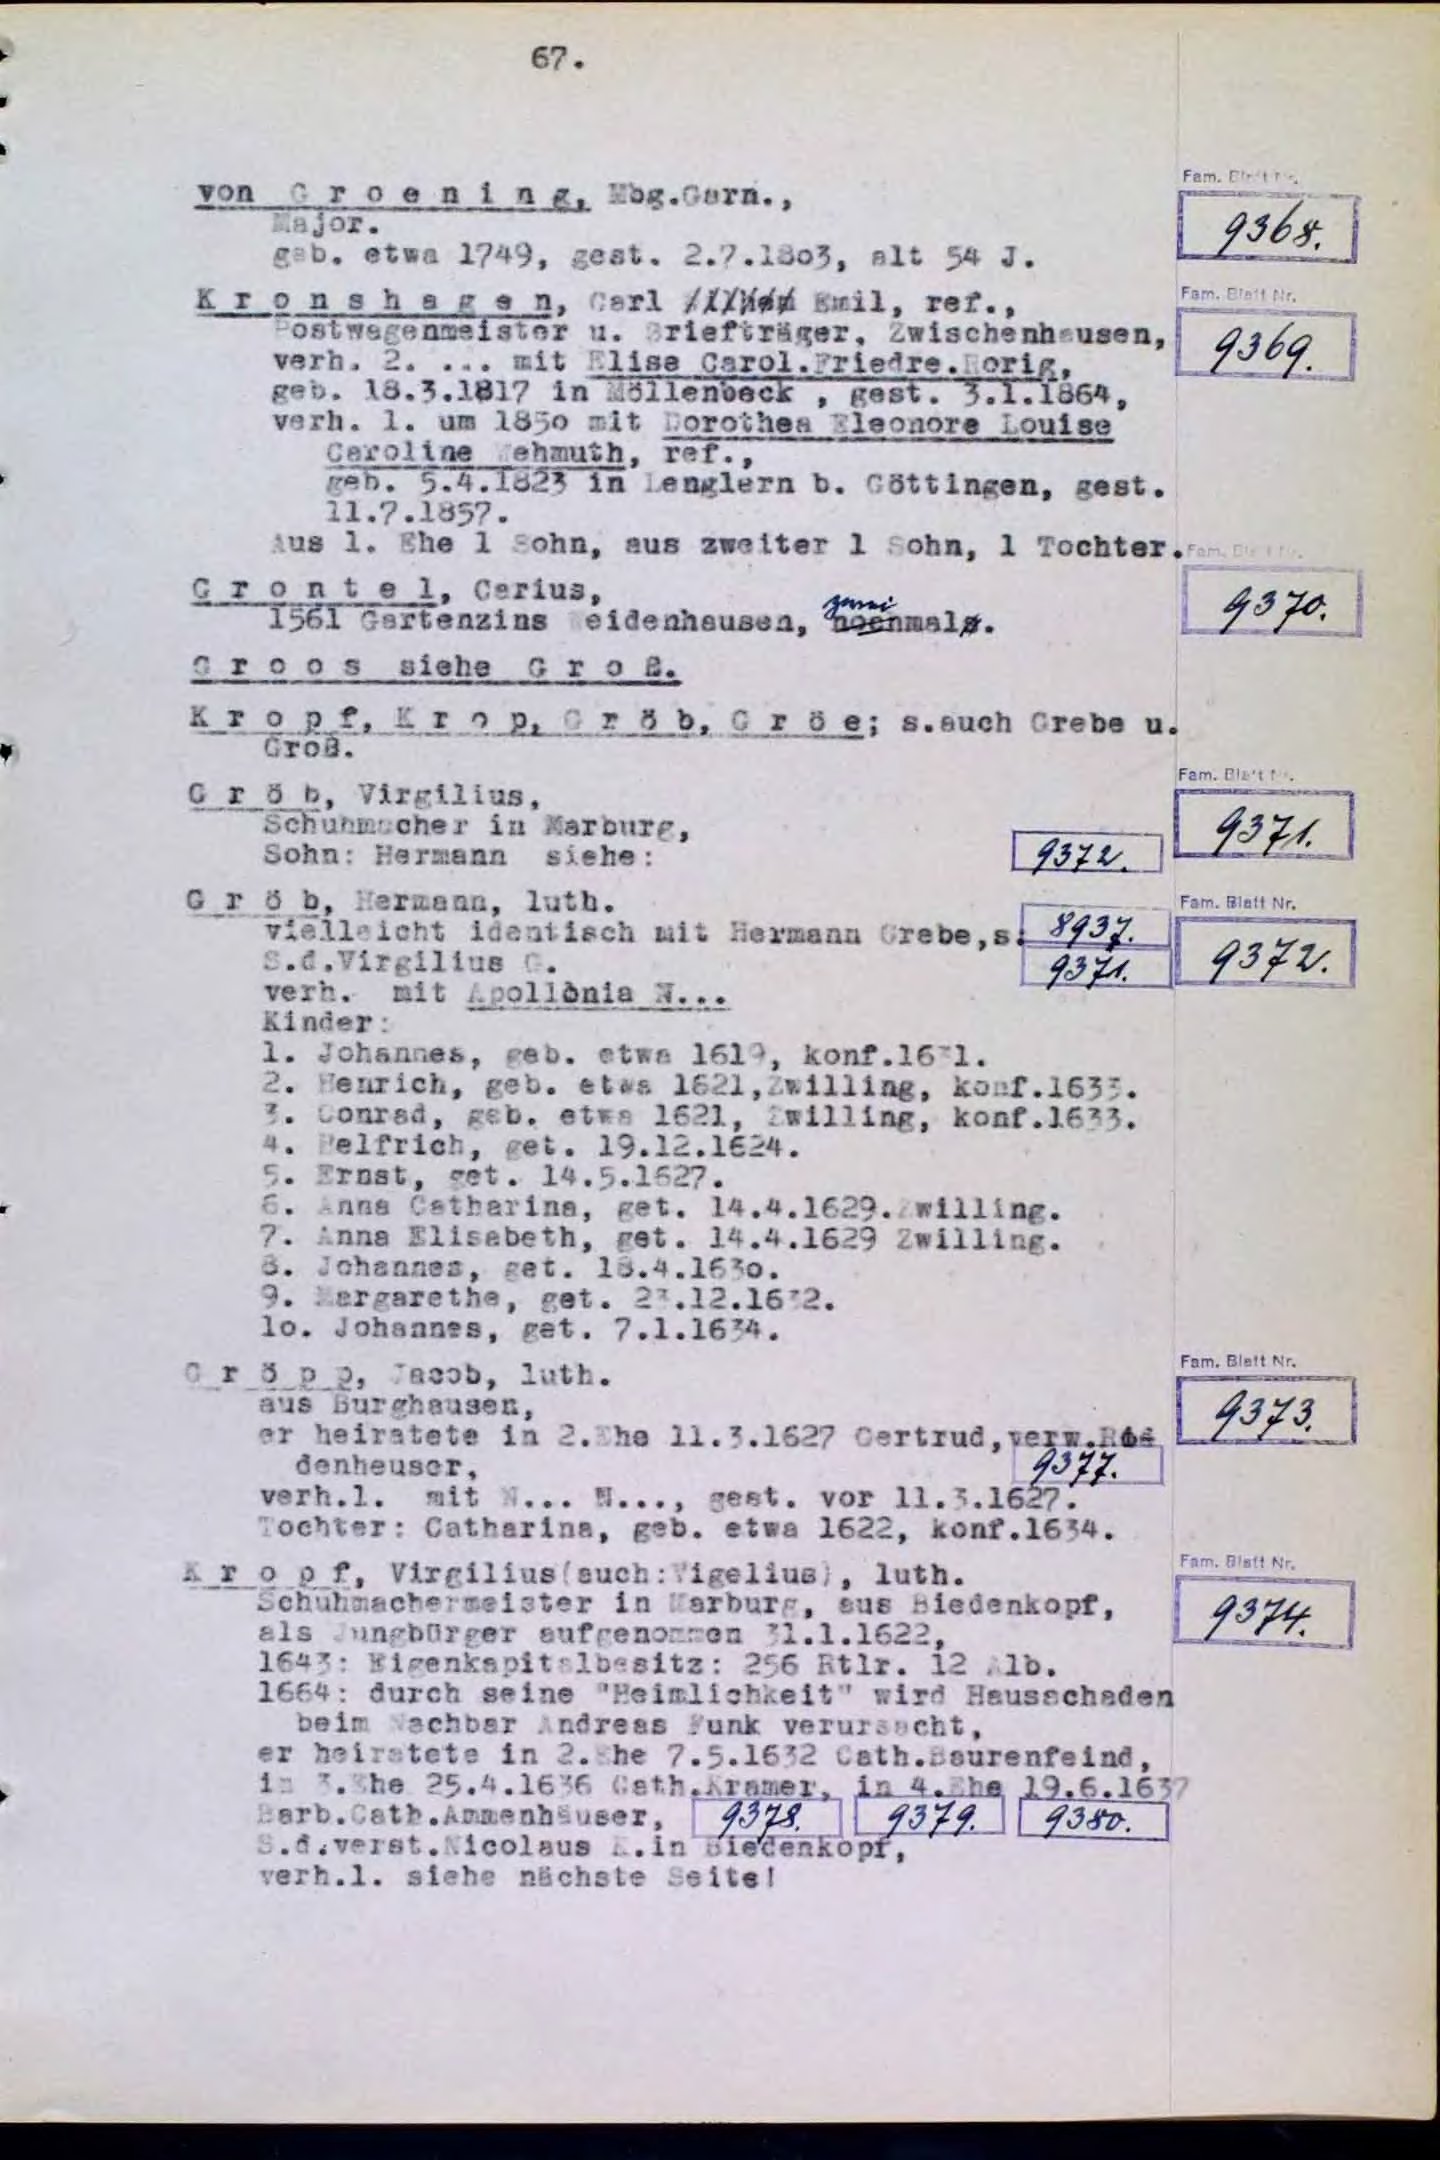 67.
von G r o e n i n g, Mbg.Garn.,
Fam. Blatt Nr.
9368.
Major.
geb. etwa 1749, gest. 2.7.18o3, alt 54 J.
K r o n s h a g e n, Carl Emil, ref.,
Fam. Blatt Nr.
9369.
Postwagenmeister u. Briefträger, Zwischenhausen,
verh. 2. ... mit Elise Carol.Friedre.Rorig,
geb. 18.3.1817 in Möllenbeck , gest. 3.1.1864,
verh. 1. um 185o mit Dorothea Eleonore Louise
Caroline Wehmuth, ref.,
geb. 5.4.1823 in Lenglern b. Göttingen, gest.
11.7.1857.
Aus 1. Ehe 1 Sohn, aus zweiter 1 Sohn, 1 Tochter.
Fam. Blatt Nr.
9370.
G r o n t e l, Carius,
1561 Gartenzins Weidenhausen, zweimal.
G r o o s siehe G r o ß.
K r o p f, K r o p, G r ö b, G r ö e; s.auch Grebe u.
Groß.
Fam. Blatt Nr.
9371.
G r ö b, Virgilius,
Schuhmacher in Marburg,
Sohn: Hermann siehe: 9372.
G r ö b, Hermann, luth.
Fam. Blatt Nr.
9372.
vielleicht identisch mit Hermann Grebe,s. 8937.
S.d.Virgilius G. 9371.
verh. mit Apollonia N...
Kinder:
1. Johannes, geb. etwa 1619, konf.1631.
2. Henrich, geb. etwa 1621,Zwilling, konf.1633.
3. Conrad, geb. etwa 1621, Zwilling, konf.1633.
4. Helfrich, get. 19.12.1624.
5. Ernst, get. 14.5.1627.
6. Anna Catharina, get. 14.4.1629.Zwilling.
7. Anna Elisabeth, get. 14.4.1629 Zwilling.
8. Johannes, get. 18.4.163o.
9. Margarethe, get. 23.12.1632.
1o. Johannes, get. 7.1.1634.
G r ö p p, Jacob, luth.
Fam. Blatt Nr.
9373.
aus Burghausen,
er heiratete in 2.Ehe 11.3.1627 Gertrud,verw.
denheuser, 9377.
verh.1. mit N... N..., gest. vor 11.3.1627.
Tochter: Catharina, geb. etwa 1622, konf.1634.
K r o p f, Virgilius(auch:Vigelius), luth.
Fam. Blatt Nr.
9374.
Schuhmachermeister in Marburg, aus Biedenkopf,
als Jungbürger aufgenommen 31.1.1622,
1643: Eigenkapitalbesitz: 256 Rtlr. 12 Alb.
1664: durch seine "Heimlichkeit" wird Hausschaden
beim Nachbar Andreas Funk verursacht,
er heiratete in 2.Ehe 7.5.1632 Cath.Baurenfeind,
in 3.Ehe 25.4.1636 Cath.Kramer, in 4.Ehe 19.6.1637
Barb.Cath.Ammenhäuser, 9378. 9379. 9380.
S.d.verst.Nicolaus K.in Biedenkopf,
verh.1. siehe nächste Seite!